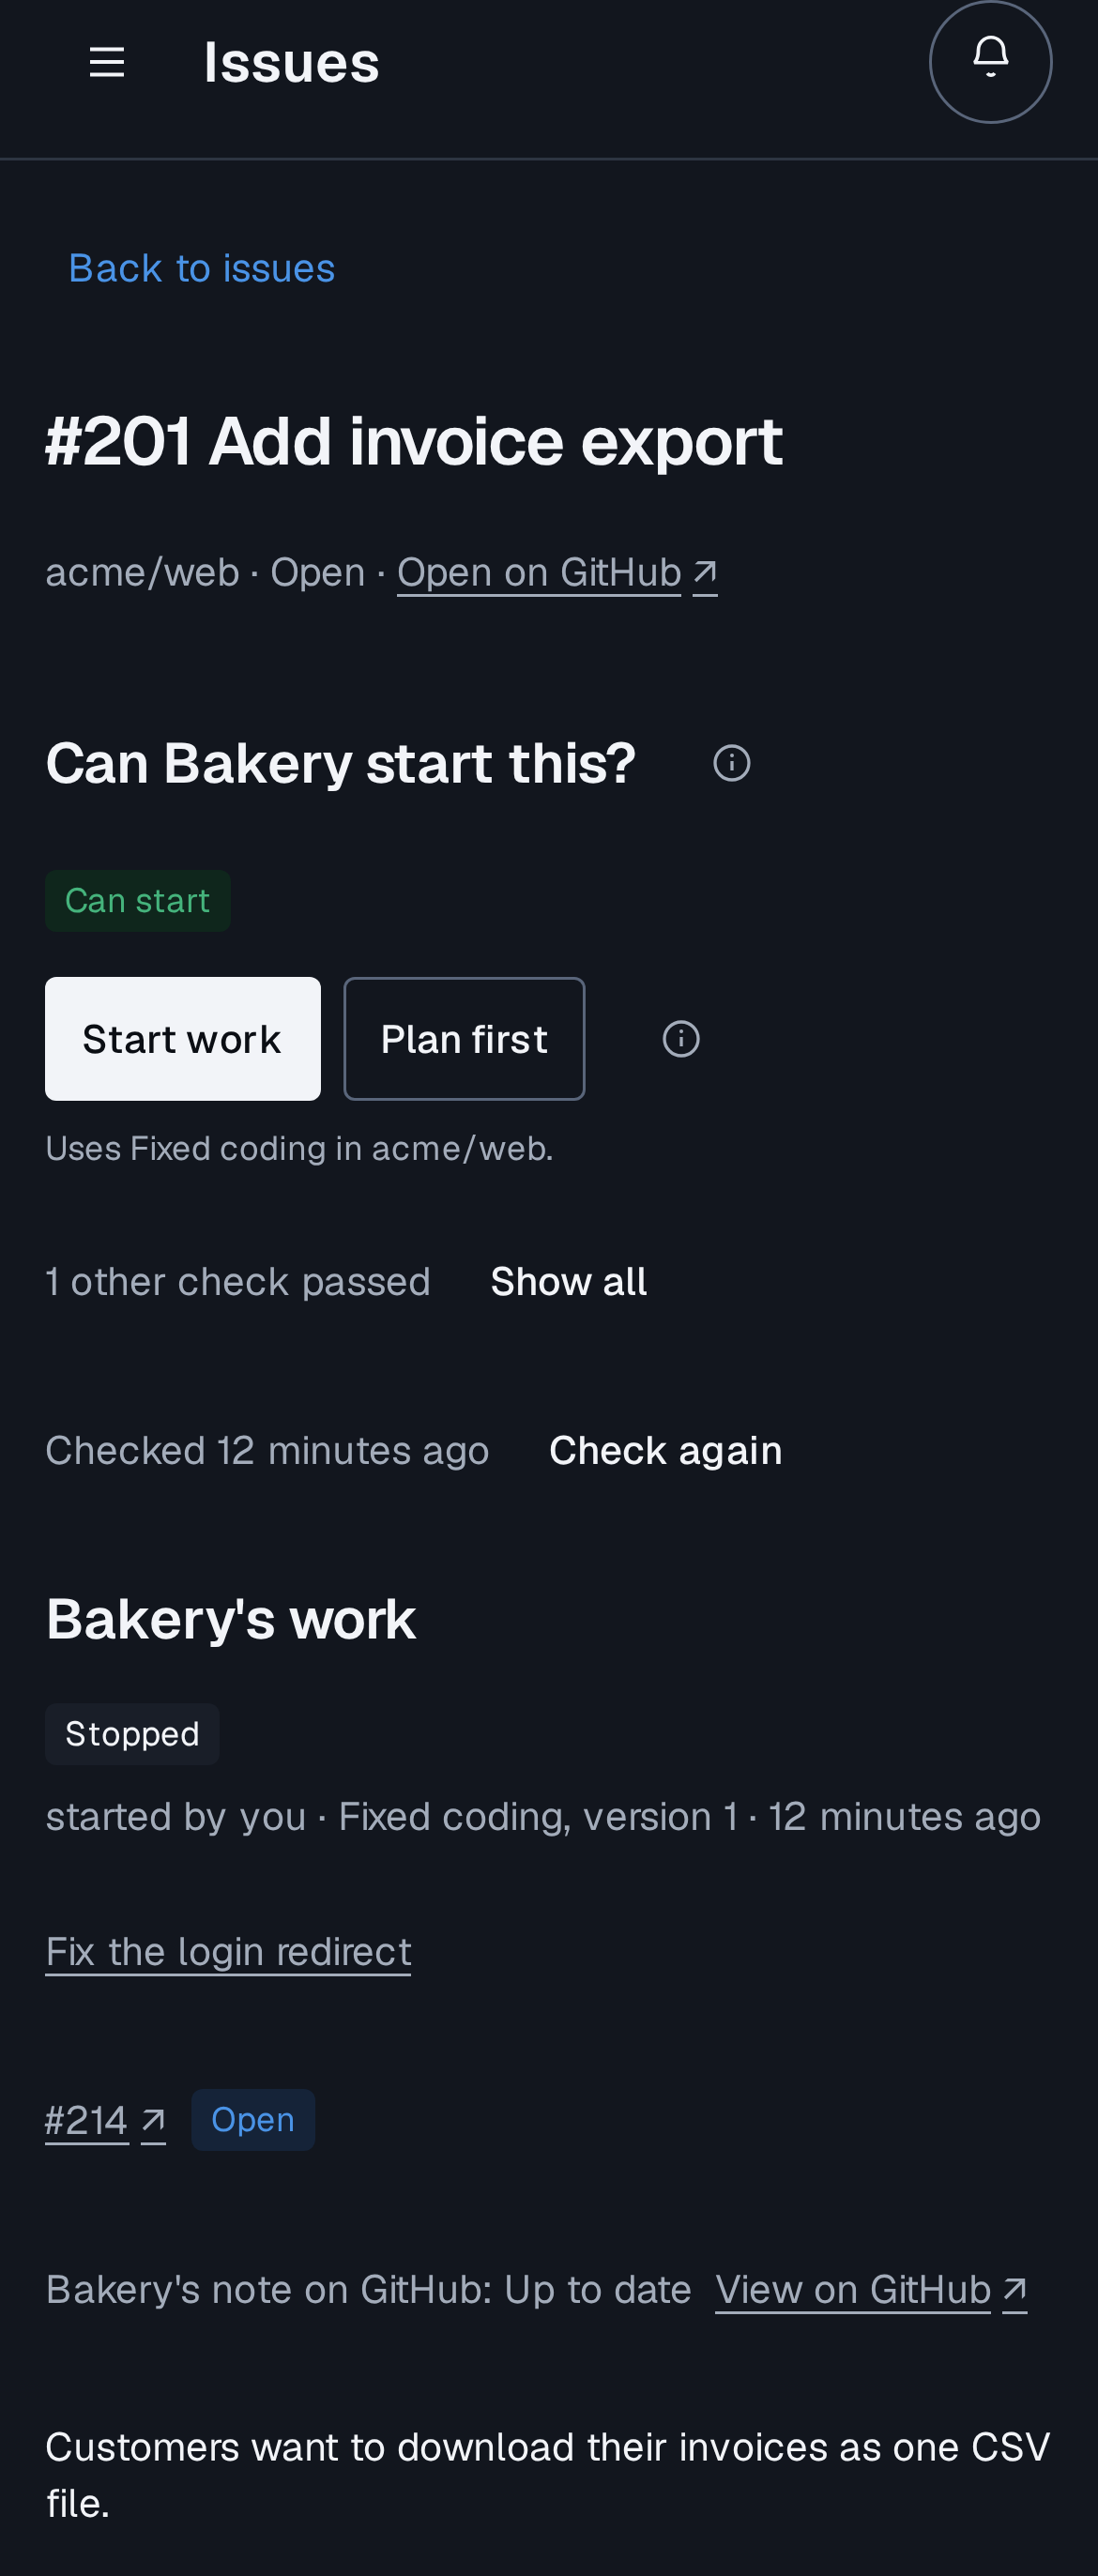 Issues
Back to issues
#201 Add invoice export
acme/web · Open · Open on GitHub ↗
Can Bakery start this?
Can start
Start work
Plan first
Uses Fixed coding in acme/web.
1 other check passed Show all
Checked 12 minutes ago Check again
Bakery's work
Stopped
started by you · Fixed coding, version 1 · 12 minutes ago
Fix the login redirect
#214 ↗ Open
Bakery's note on GitHub: Up to date View on GitHub ↗
Customers want to download their invoices as one CSV
file.